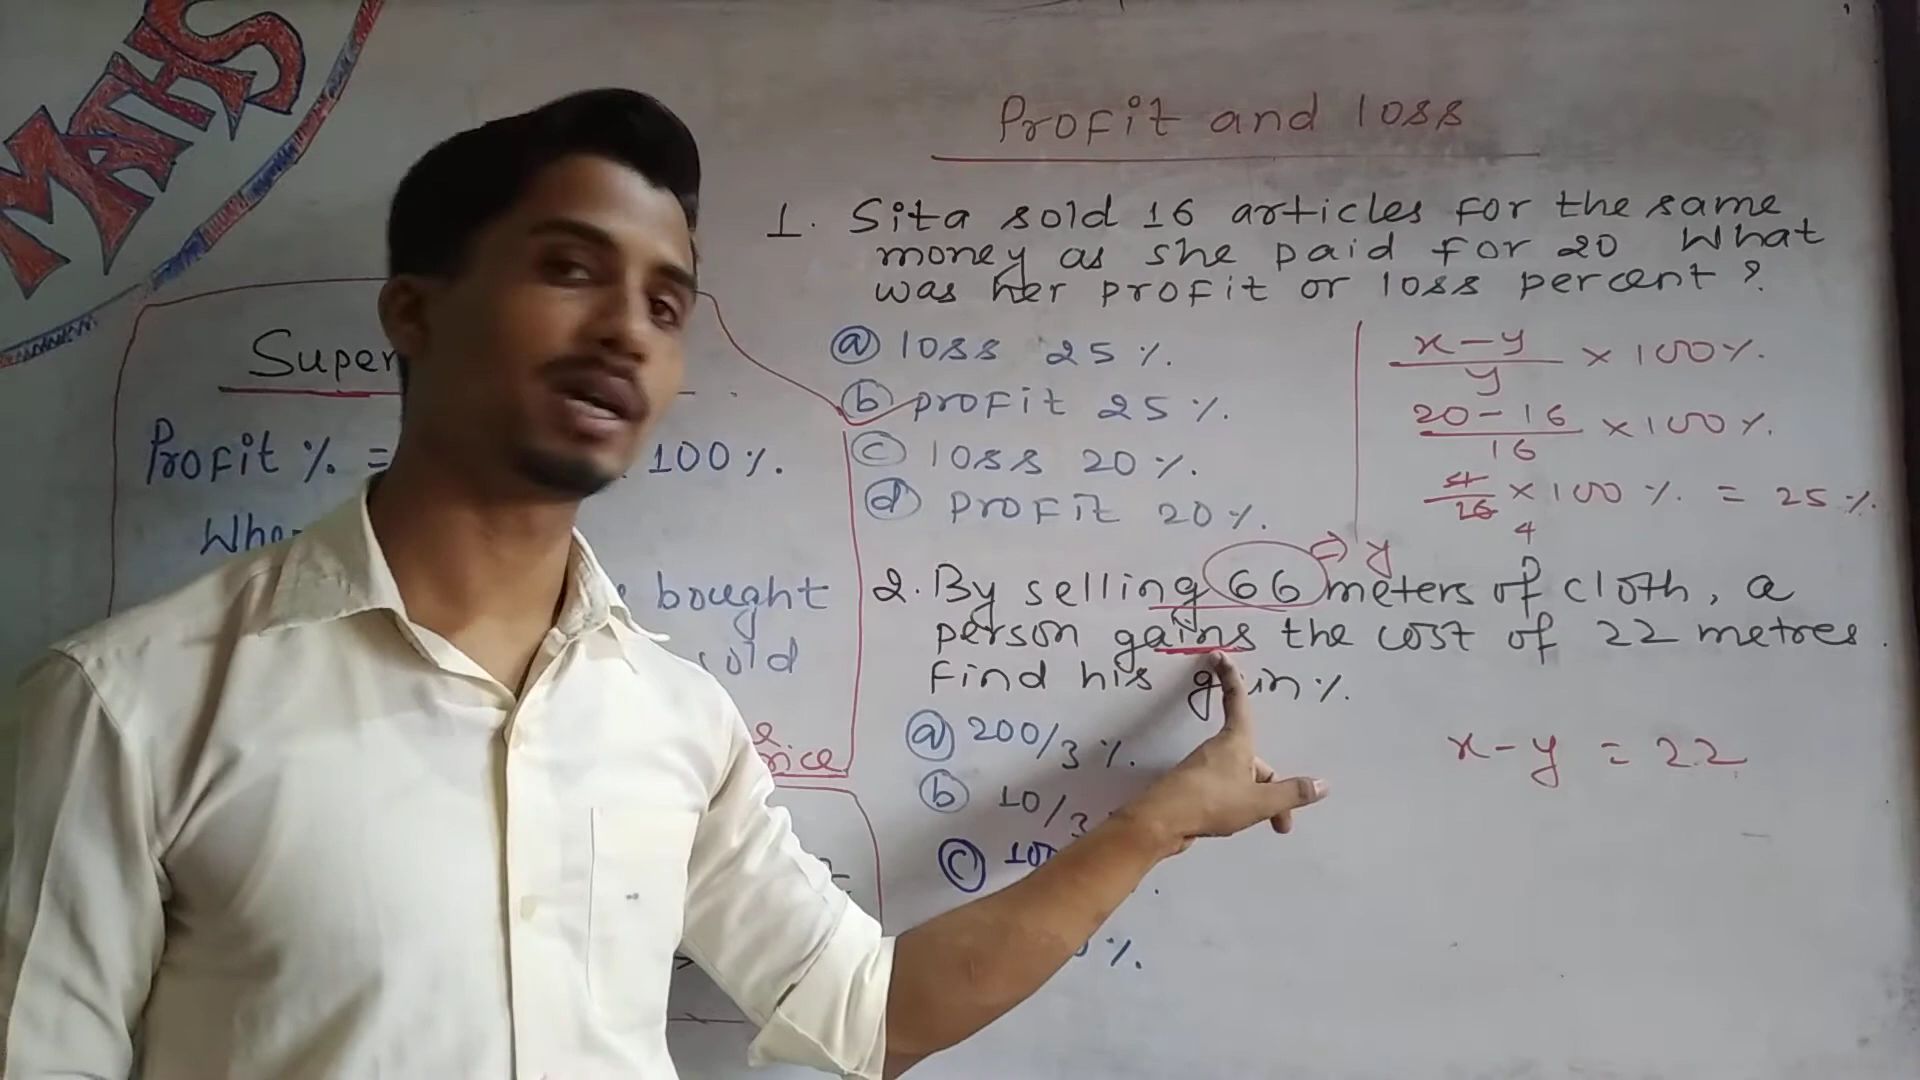 MATHS
Profit and loss
1. Sita sold 16 articles for the same
money as she paid for 20 What
was her profit or loss percent ?
(a) loss 25 %.
(b) profit 25 %.
(c) loss 20 %.
(d) profit 20 %.
x-y/y × 100%.
20-16/16 × 100%.
4/16 × 100 %. = 25 %.
4
⇒ y
2. By selling 66 meters of cloth, a
person gains the cost of 22 metres.
Find his gain %.
(a) 200/3 %.
(b) 10/3
(c)
%.
x-y = 22
Super
Profit % = 100%.
bought
sold